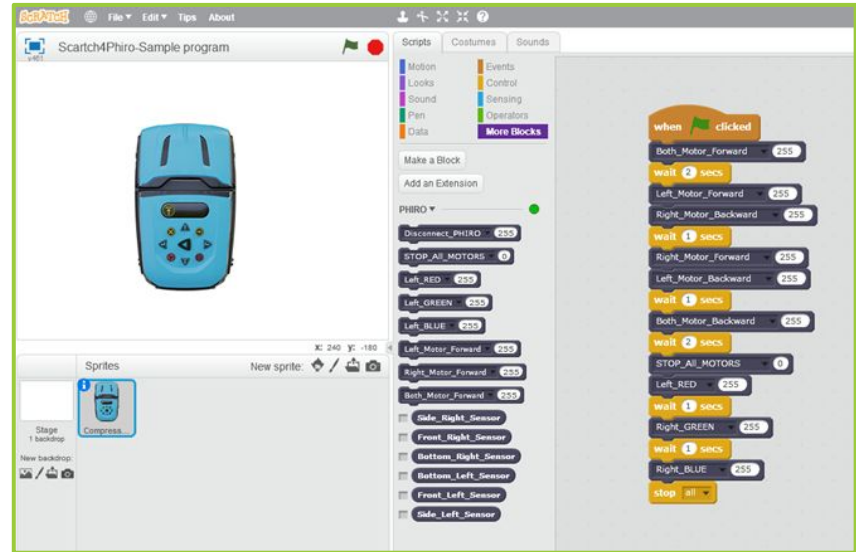 SCRATCH File Edit Tips About
v461
Scartch4Phiro-Sample program
X: 240 y: -180
Sprites New sprite:
Stage
1 backdrop
New backdrop:
Compress...
Scripts Costumes Sounds
Motion Events
Looks Control
Sound Sensing
Pen Operators
Data More Blocks
Make a Block
Add an Extension
PHIRO
Disconnect_PHIRO 255
STOP_All_MOTORS 0
Left_RED 255
Left_GREEN 255
Left_BLUE 255
Left_Motor_Forward 255
Right_Motor_Forward 255
Both_Motor_Forward 255
Side_Right_Sensor
Front_Right_Sensor
Bottom_Right_Sensor
Bottom_Left_Sensor
Front_Left_Sensor
Side_Left_Sensor
when clicked
Both_Motor_Forward 255
wait 2 secs
Left_Motor_Forward 255
Right_Motor_Backward 255
wait 1 secs
Right_Motor_Forward 255
Left_Motor_Backward 255
wait 1 secs
Both_Motor_Backward 255
wait 2 secs
STOP_All_MOTORS 0
Left_RED 255
wait 1 secs
Right_GREEN 255
wait 1 secs
Right_BLUE 255
stop all